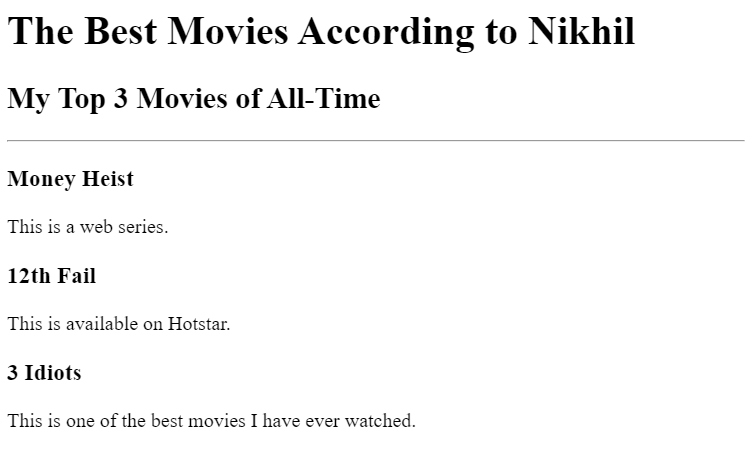 The Best Movies According to Nikhil
My Top 3 Movies of All-Time
Money Heist
This is a web series.
12th Fail
This is available on Hotstar.
3 Idiots
This is one of the best movies I have ever watched.